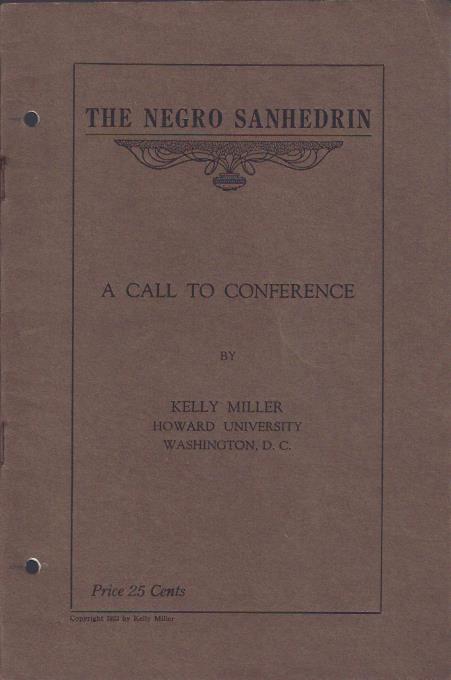 THE NEGRO SANHEDRIN
A CALL TO CONFERENCE
BY
KELLY MILLER
HOWARD UNIVERSITY
WASHINGTON, D. C.
Price 25 Cents
Copyright 1923 by Kelly Miller